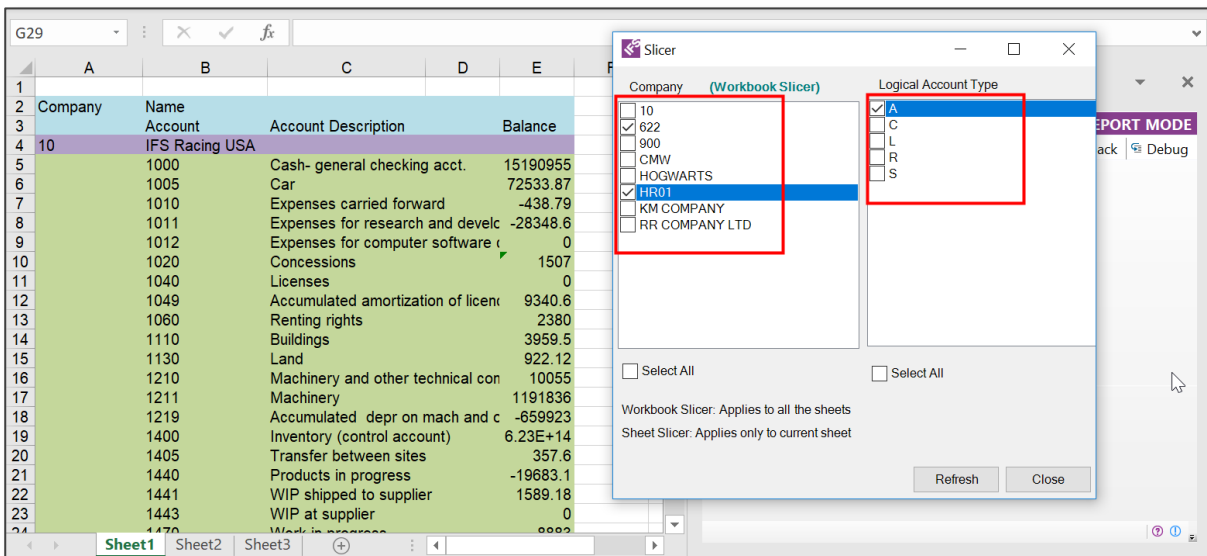 G29 fx
A B C D E F
1
2 Company Name
3 Account Account Description Balance
4 10 IFS Racing USA
5 1000 Cash- general checking acct. 15190955
6 1005 Car 72533.87
7 1010 Expenses carried forward -438.79
8 1011 Expenses for research and develc -28348.6
9 1012 Expenses for computer software 0
10 1020 Concessions 1507
11 1040 Licenses 0
12 1049 Accumulated amortization of licen 9340.6
13 1060 Renting rights 2380
14 1110 Buildings 3959.5
15 1130 Land 922.12
16 1210 Machinery and other technical con 10055
17 1211 Machinery 1191836
18 1219 Accumulated depr on mach and c -659923
19 1400 Inventory (control account) 6.23E+14
20 1405 Transfer between sites 357.6
21 1440 Products in progress -19683.1
22 1441 WIP shipped to supplier 1589.18
23 1443 WIP at supplier 0
24 1470 Work in progress 8883
Sheet1 Sheet2 Sheet3
IFS Slicer
Company (Workbook Slicer) Logical Account Type
10
622
900
CMW
HOGWARTS
HR01
KM COMPANY
RR COMPANY LTD
A
C
L
R
S
Select All Select All
Workbook Slicer: Applies to all the sheets
Sheet Slicer: Applies only to current sheet
Refresh Close
EPORT MODE
ack Debug